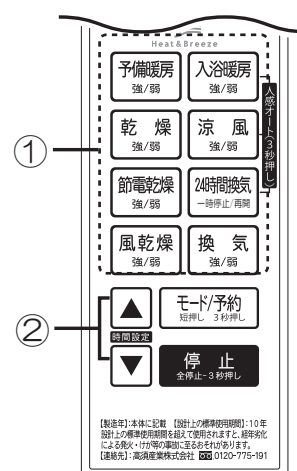 Heat&Breeze
予備暖房
強/弱
入浴暖房
強/弱
乾 燥
強/弱
涼 風
強/弱
人感オート(3秒押し)
節電乾燥
強/弱
24時間換気
一時停止/再開
風乾燥
強/弱
換 気
強/弱
①
②
▲
時間設定
▼
モード/予約
短押し 3秒押し
停 止
全停止-3秒押し
【製造年】:本体に記載 【設計上の標準使用期間】:10年
設計上の標準使用期間を超えて使用されますと、経年劣化
による発火・けが等の事故に至るおそれがあります。
【連絡先】:高須産業株式会社 0120-775-191